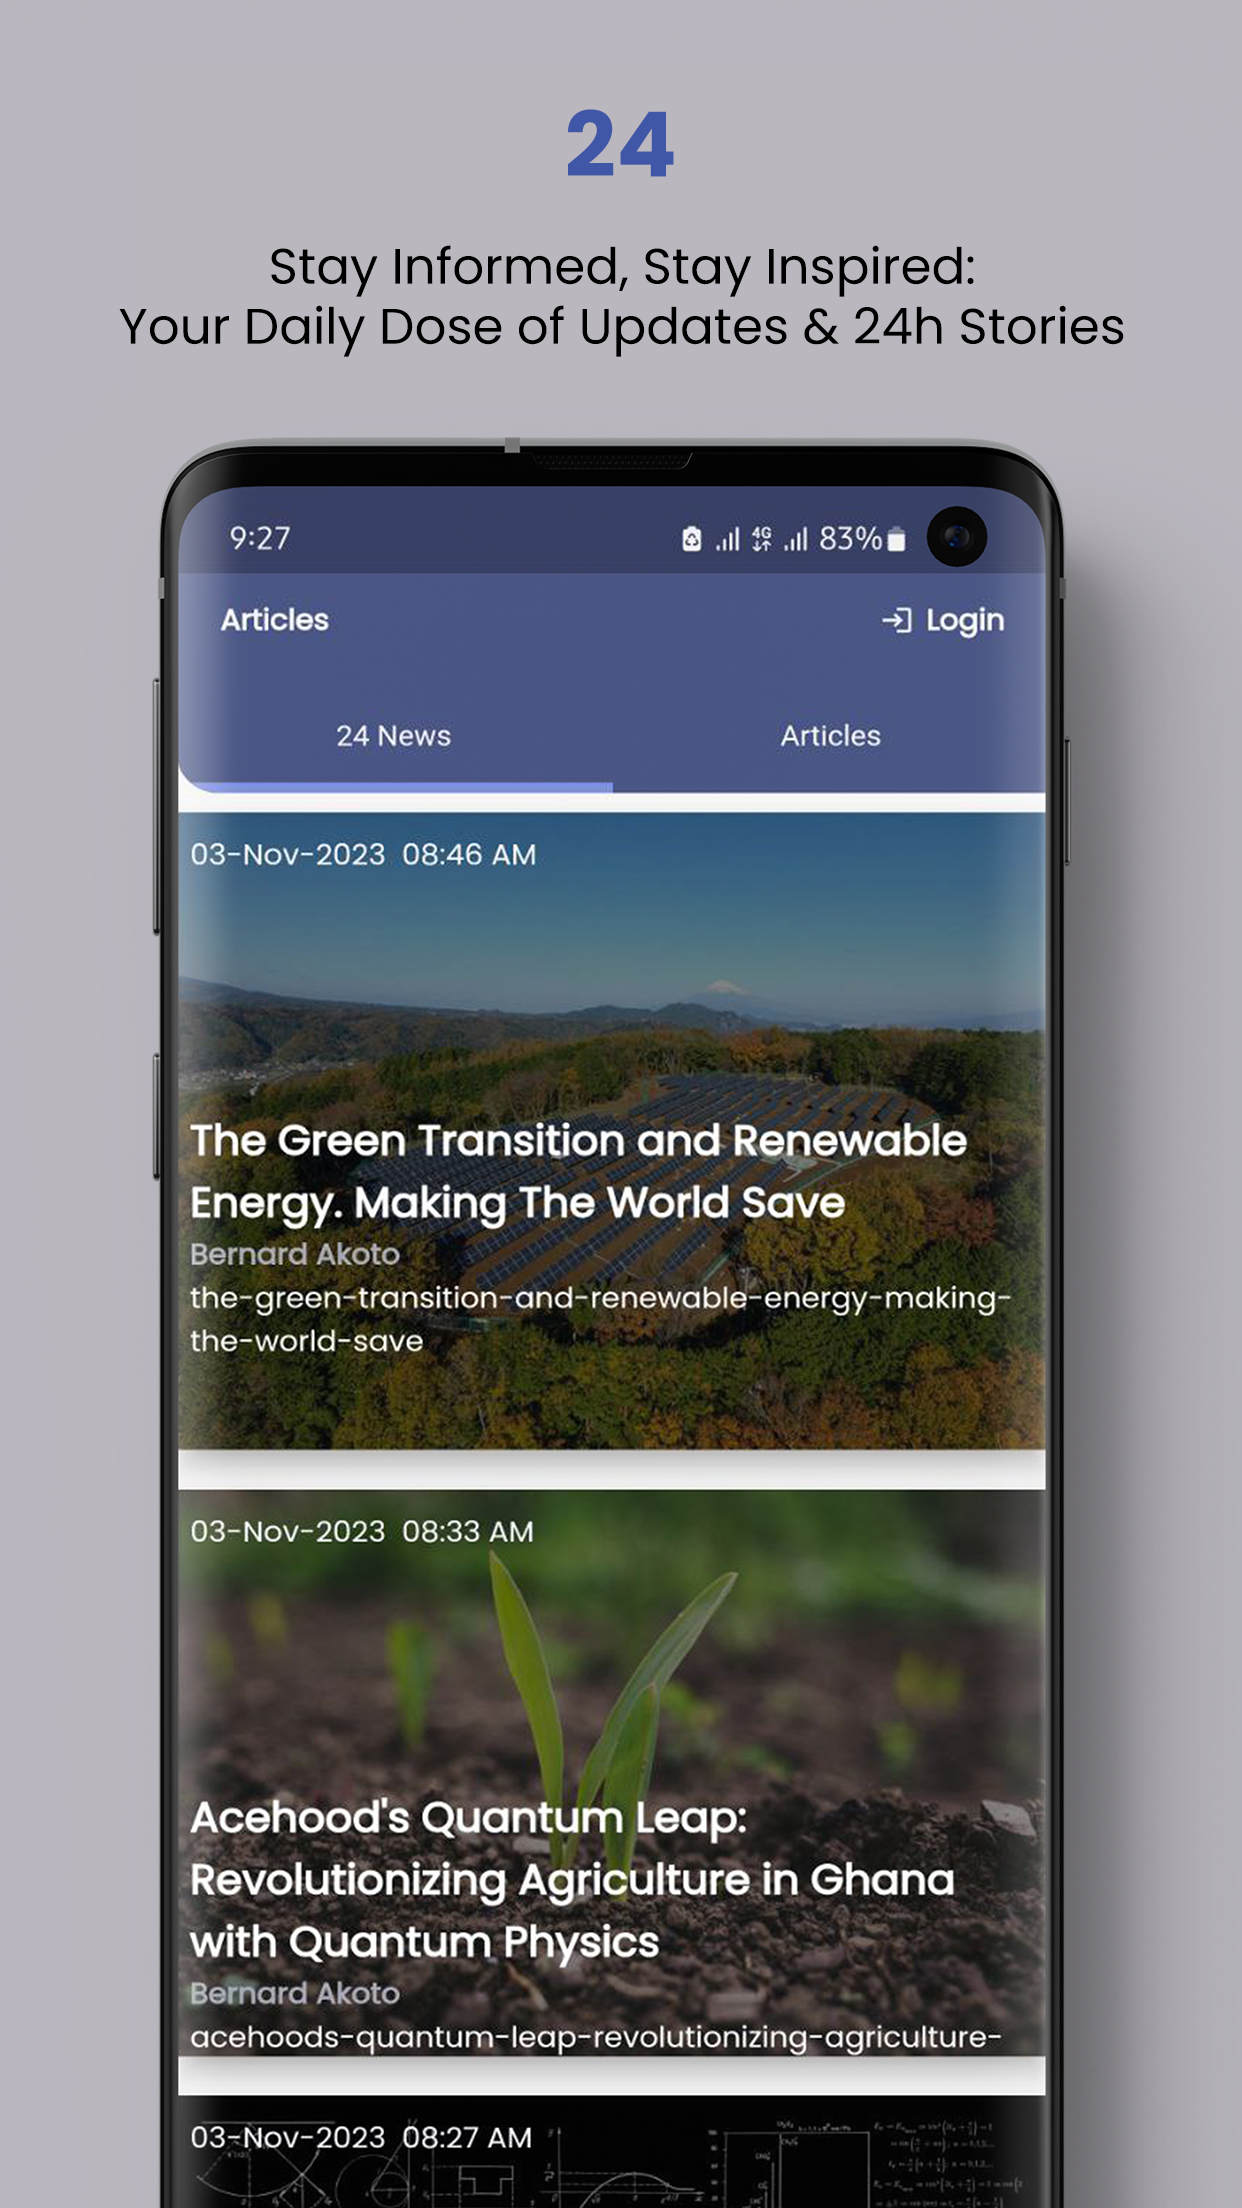 24
Stay Informed, Stay Inspired:
Your Daily Dose of Updates & 24h Stories
9:27
4G
83%
Articles
Login
24 News
Articles
03-Nov-2023 08:46 AM
The Green Transition and Renewable
Energy. Making The World Save
Bernard Akoto
the-green-transition-and-renewable-energy-making-
the-world-save
03-Nov-2023 08:33 AM
Acehood's Quantum Leap:
Revolutionizing Agriculture in Ghana
with Quantum Physics
Bernard Akoto
acehoods-quantum-leap-revolutionizing-agriculture-
03-Nov-2023 08:27 AM